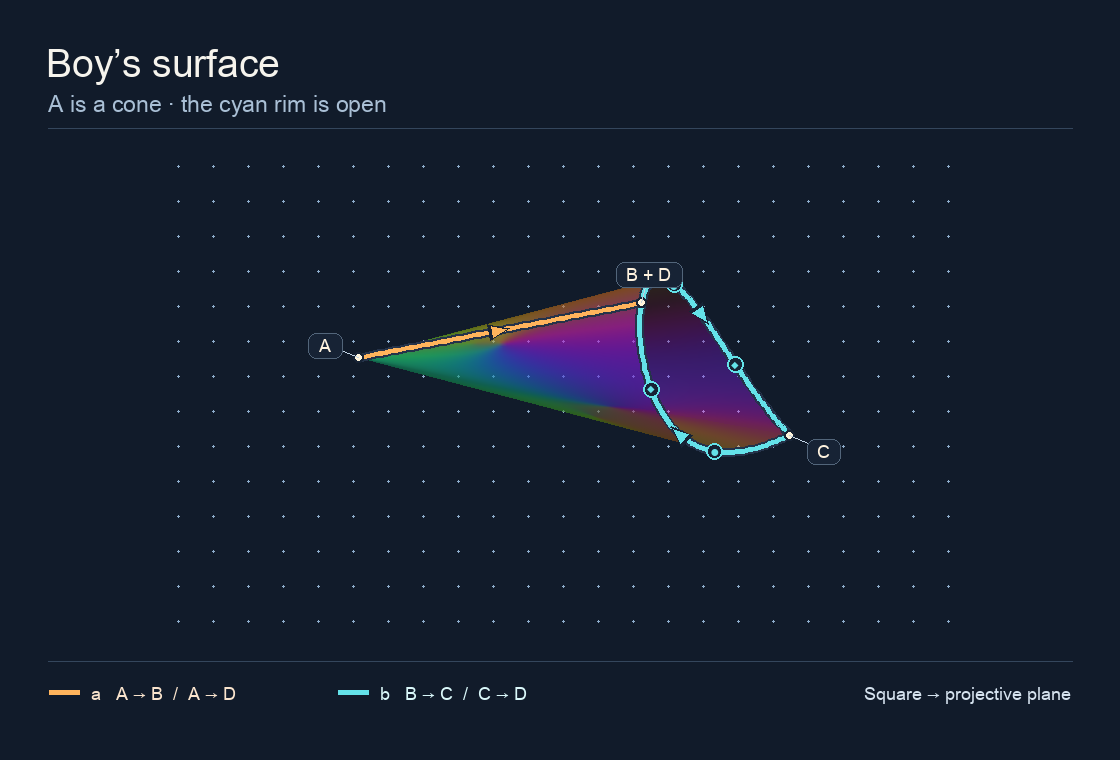 Boy’s surface
A is a cone · the cyan rim is open
B + D
A
C
a A→B / A→D
b B→C / C→D
Square→projective plane